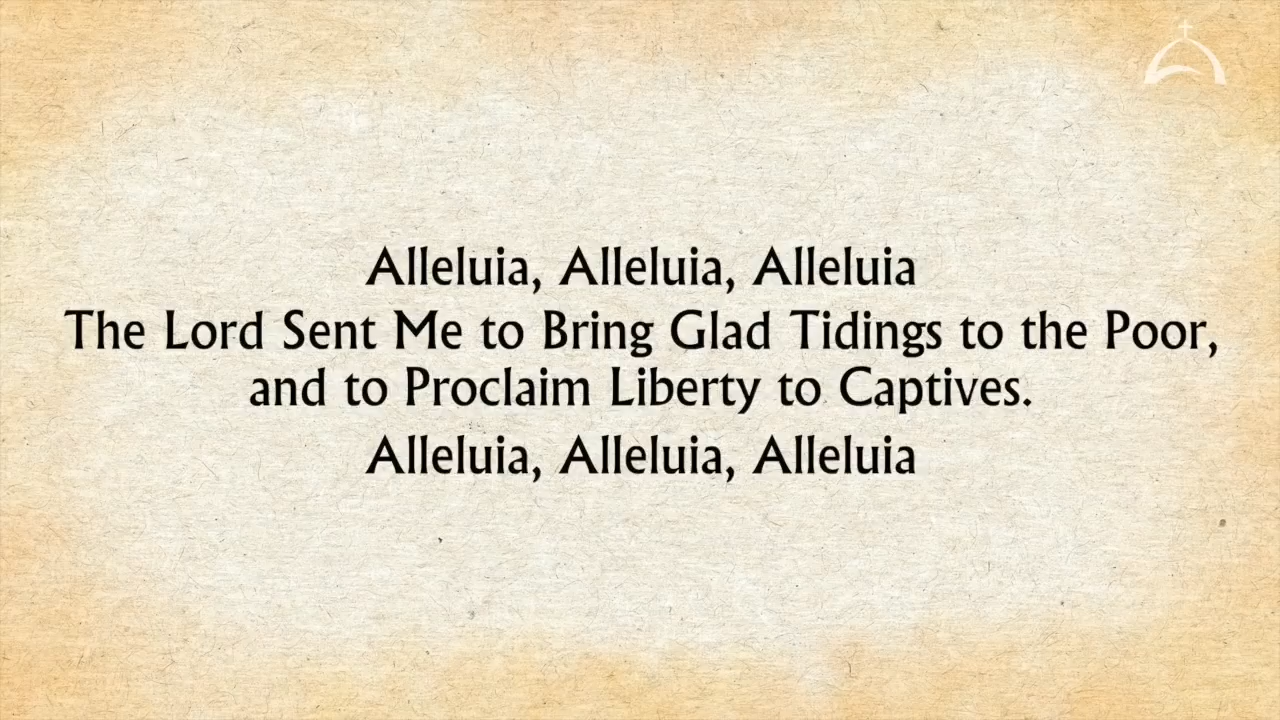 Alleluia, Alleluia, Alleluia
The Lord Sent Me to Bring Glad Tidings to the Poor,
and to Proclaim Liberty to Captives.
Alleluia, Alleluia, Alleluia